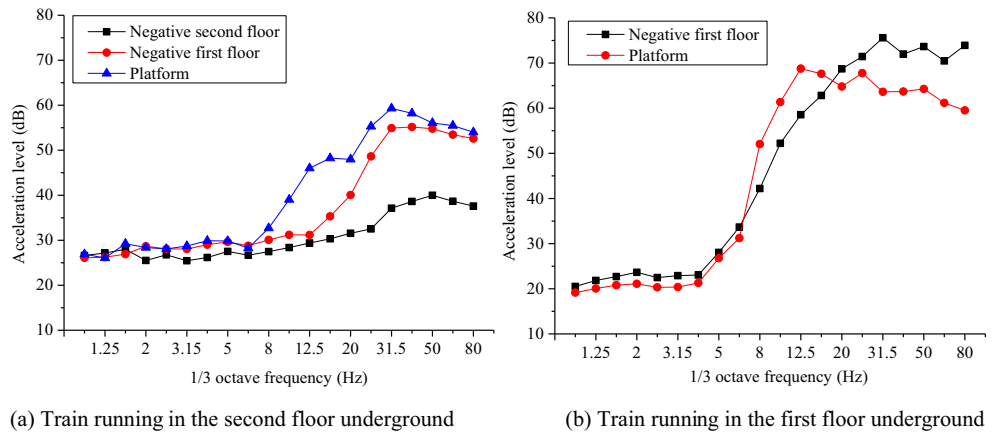 Negative second floor
Negative first floor
Platform
80
70
60
50
40
30
20
10
Acceleration level (dB)
1.25 2 3.15 5 8 12.5 20 31.5 50 80
1/3 octave frequency (Hz)
(a) Train running in the second floor underground
Negative first floor
Platform
80
70
60
50
40
30
20
10
Acceleration level (dB)
1.25 2 3.15 5 8 12.5 20 31.5 50 80
1/3 octave frequency (Hz)
(b) Train running in the first floor underground